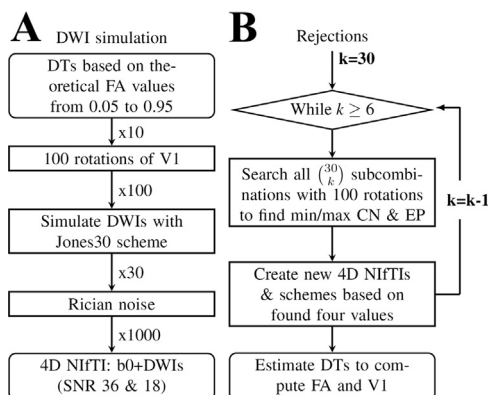 A
DWI simulation
DTs based on the-
oretical FA values
from 0.05 to 0.95
x10
100 rotations of V1
x100
Simulate DWIs with
Jones30 scheme
x30
Rician noise
x1000
4D NIfTI: b0+DWIs
(SNR 36 & 18)
B
Rejections
k=30
While k ≥ 6
Search all (30 k) subcombi-
nations with 100 rotations
to find min/max CN & EP
k=k-1
Create new 4D NIfTIs
& schemes based on
found four values
Estimate DTs to com-
pute FA and V1